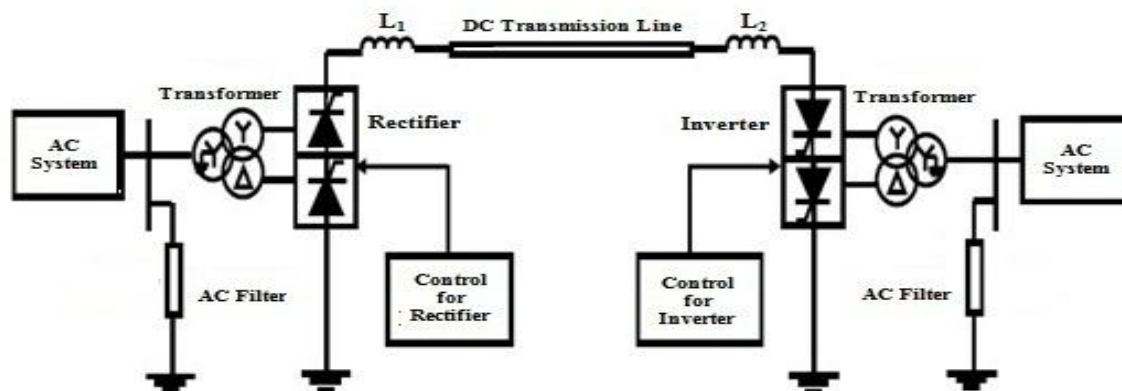 L1
DC Transmission Line
L2
Transformer
Rectifier
Inverter
Transformer
AC
System
Y
Y
Δ
Y
Y
Δ
AC
System
AC Filter
Control
for
Rectifier
Control
for
Inverter
AC Filter